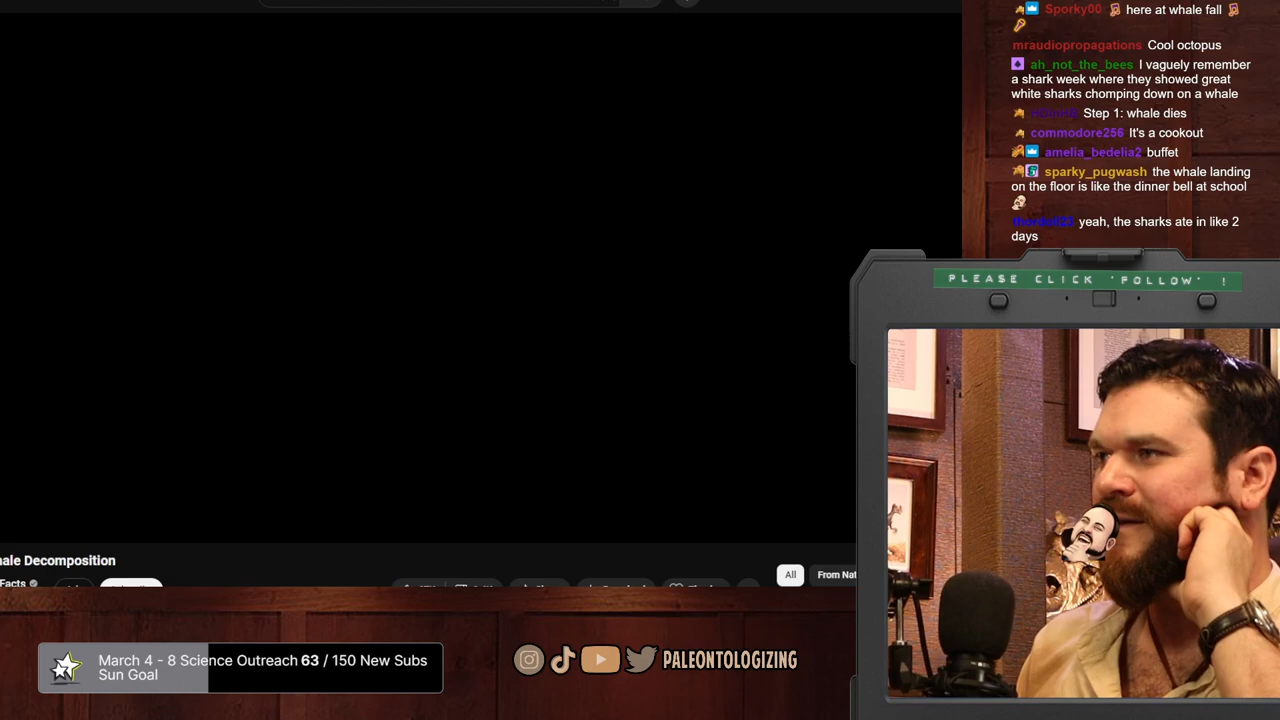 Sporky00 here at whale fall
mraudiopropagations Cool octopus
ah_not_the_bees I vaguely remember
a shark week where they showed great
white sharks chomping down on a whale
Step 1: whale dies
commodore256 It's a cookout
amelia_bedelia2 buffet
sparky_pugwash the whale landing
on the floor is like the dinner bell at school
yeah, the sharks ate in like 2
days
PLEASE CLICK "FOLLOW" !
ale Decomposition
Facts
All
From Nat
March 4 - 8 Science Outreach 63 / 150 New Subs
Sun Goal
PALEONTOLOGIZING